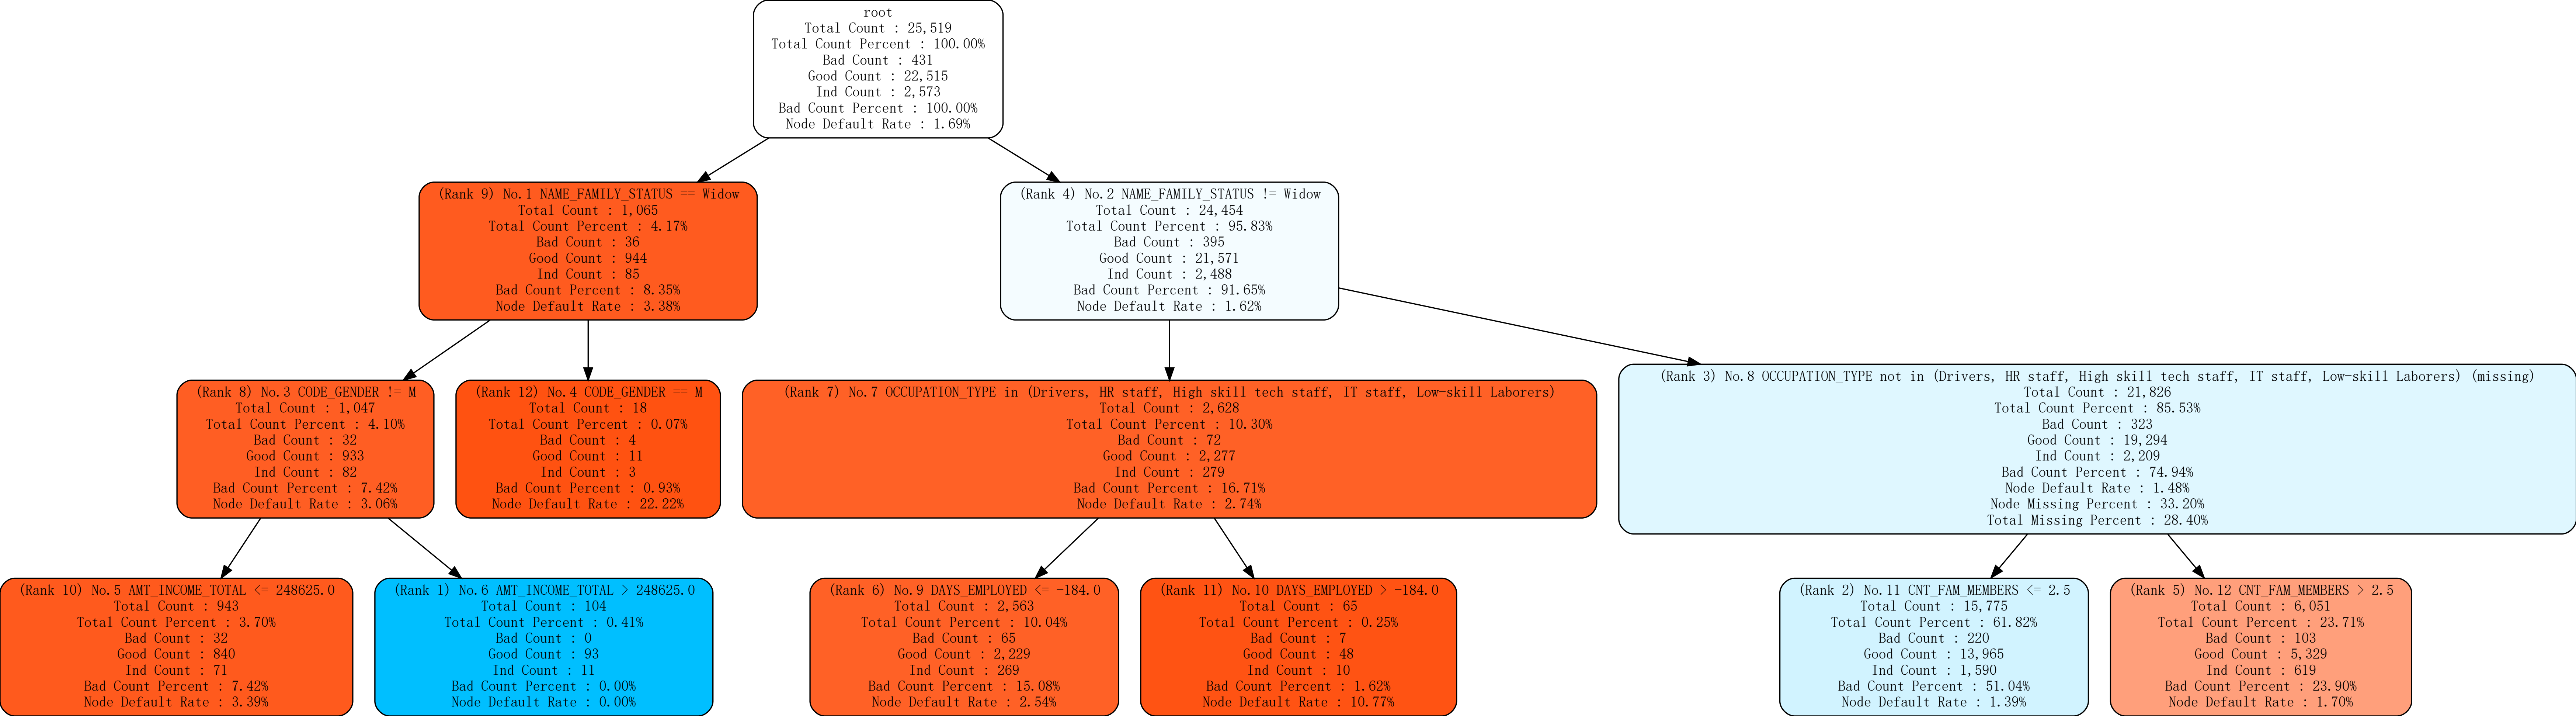 root
Total Count : 25,519
Total Count Percent : 100.00%
Bad Count : 431
Good Count : 22,515
Ind Count : 2,573
Bad Count Percent : 100.00%
Node Default Rate : 1.69%
(Rank 9) No.1 NAME_FAMILY_STATUS == Widow
Total Count : 1,065
Total Count Percent : 4.17%
Bad Count : 36
Good Count : 944
Ind Count : 85
Bad Count Percent : 8.35%
Node Default Rate : 3.38%
(Rank 4) No.2 NAME_FAMILY_STATUS != Widow
Total Count : 24,454
Total Count Percent : 95.83%
Bad Count : 395
Good Count : 21,571
Ind Count : 2,488
Bad Count Percent : 91.65%
Node Default Rate : 1.62%
(Rank 8) No.3 CODE_GENDER != M
Total Count : 1,047
Total Count Percent : 4.10%
Bad Count : 32
Good Count : 933
Ind Count : 82
Bad Count Percent : 7.42%
Node Default Rate : 3.06%
(Rank 12) No.4 CODE_GENDER == M
Total Count : 18
Total Count Percent : 0.07%
Bad Count : 4
Good Count : 11
Ind Count : 3
Bad Count Percent : 0.93%
Node Default Rate : 22.22%
(Rank 7) No.7 OCCUPATION_TYPE in (Drivers, HR staff, High skill tech staff, IT staff, Low-skill Laborers)
Total Count : 2,628
Total Count Percent : 10.30%
Bad Count : 72
Good Count : 2,277
Ind Count : 279
Bad Count Percent : 16.71%
Node Default Rate : 2.74%
(Rank 3) No.8 OCCUPATION_TYPE not in (Drivers, HR staff, High skill tech staff, IT staff, Low-skill Laborers) (missing)
Total Count : 21,826
Total Count Percent : 85.53%
Bad Count : 323
Good Count : 19,294
Ind Count : 2,209
Bad Count Percent : 74.94%
Node Default Rate : 1.48%
Node Missing Percent : 33.20%
Total Missing Percent : 28.40%
(Rank 10) No.5 AMT_INCOME_TOTAL <= 248625.0
Total Count : 943
Total Count Percent : 3.70%
Bad Count : 32
Good Count : 840
Ind Count : 71
Bad Count Percent : 7.42%
Node Default Rate : 3.39%
(Rank 1) No.6 AMT_INCOME_TOTAL > 248625.0
Total Count : 104
Total Count Percent : 0.41%
Bad Count : 0
Good Count : 93
Ind Count : 11
Bad Count Percent : 0.00%
Node Default Rate : 0.00%
(Rank 6) No.9 DAYS_EMPLOYED <= -184.0
Total Count : 2,563
Total Count Percent : 10.04%
Bad Count : 65
Good Count : 2,229
Ind Count : 269
Bad Count Percent : 15.08%
Node Default Rate : 2.54%
(Rank 11) No.10 DAYS_EMPLOYED > -184.0
Total Count : 65
Total Count Percent : 0.25%
Bad Count : 7
Good Count : 48
Ind Count : 10
Bad Count Percent : 1.62%
Node Default Rate : 10.77%
(Rank 2) No.11 CNT_FAM_MEMBERS <= 2.5
Total Count : 15,775
Total Count Percent : 61.82%
Bad Count : 220
Good Count : 13,965
Ind Count : 1,590
Bad Count Percent : 51.04%
Node Default Rate : 1.39%
(Rank 5) No.12 CNT_FAM_MEMBERS > 2.5
Total Count : 6,051
Total Count Percent : 23.71%
Bad Count : 103
Good Count : 5,329
Ind Count : 619
Bad Count Percent : 23.90%
Node Default Rate : 1.70%